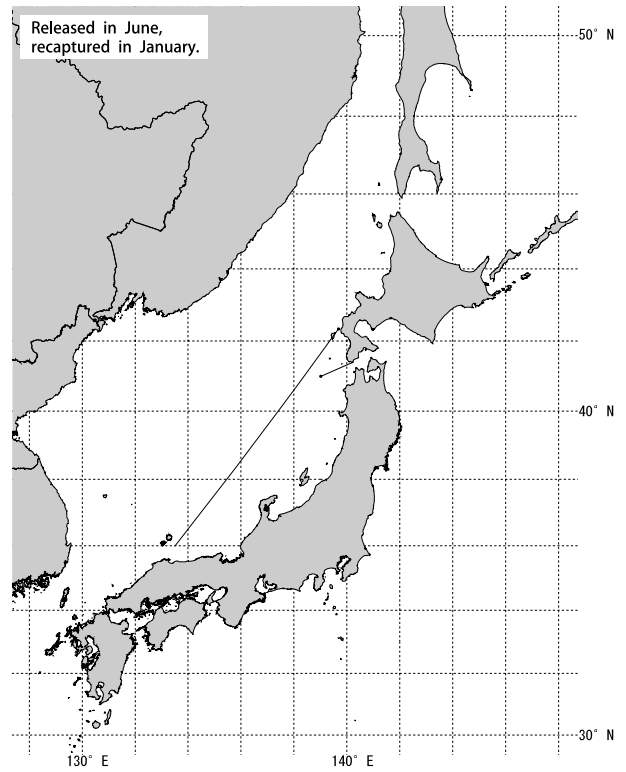 Released in June,
recaptured in January.
50° N
40° N
30° N
130° E
140° E